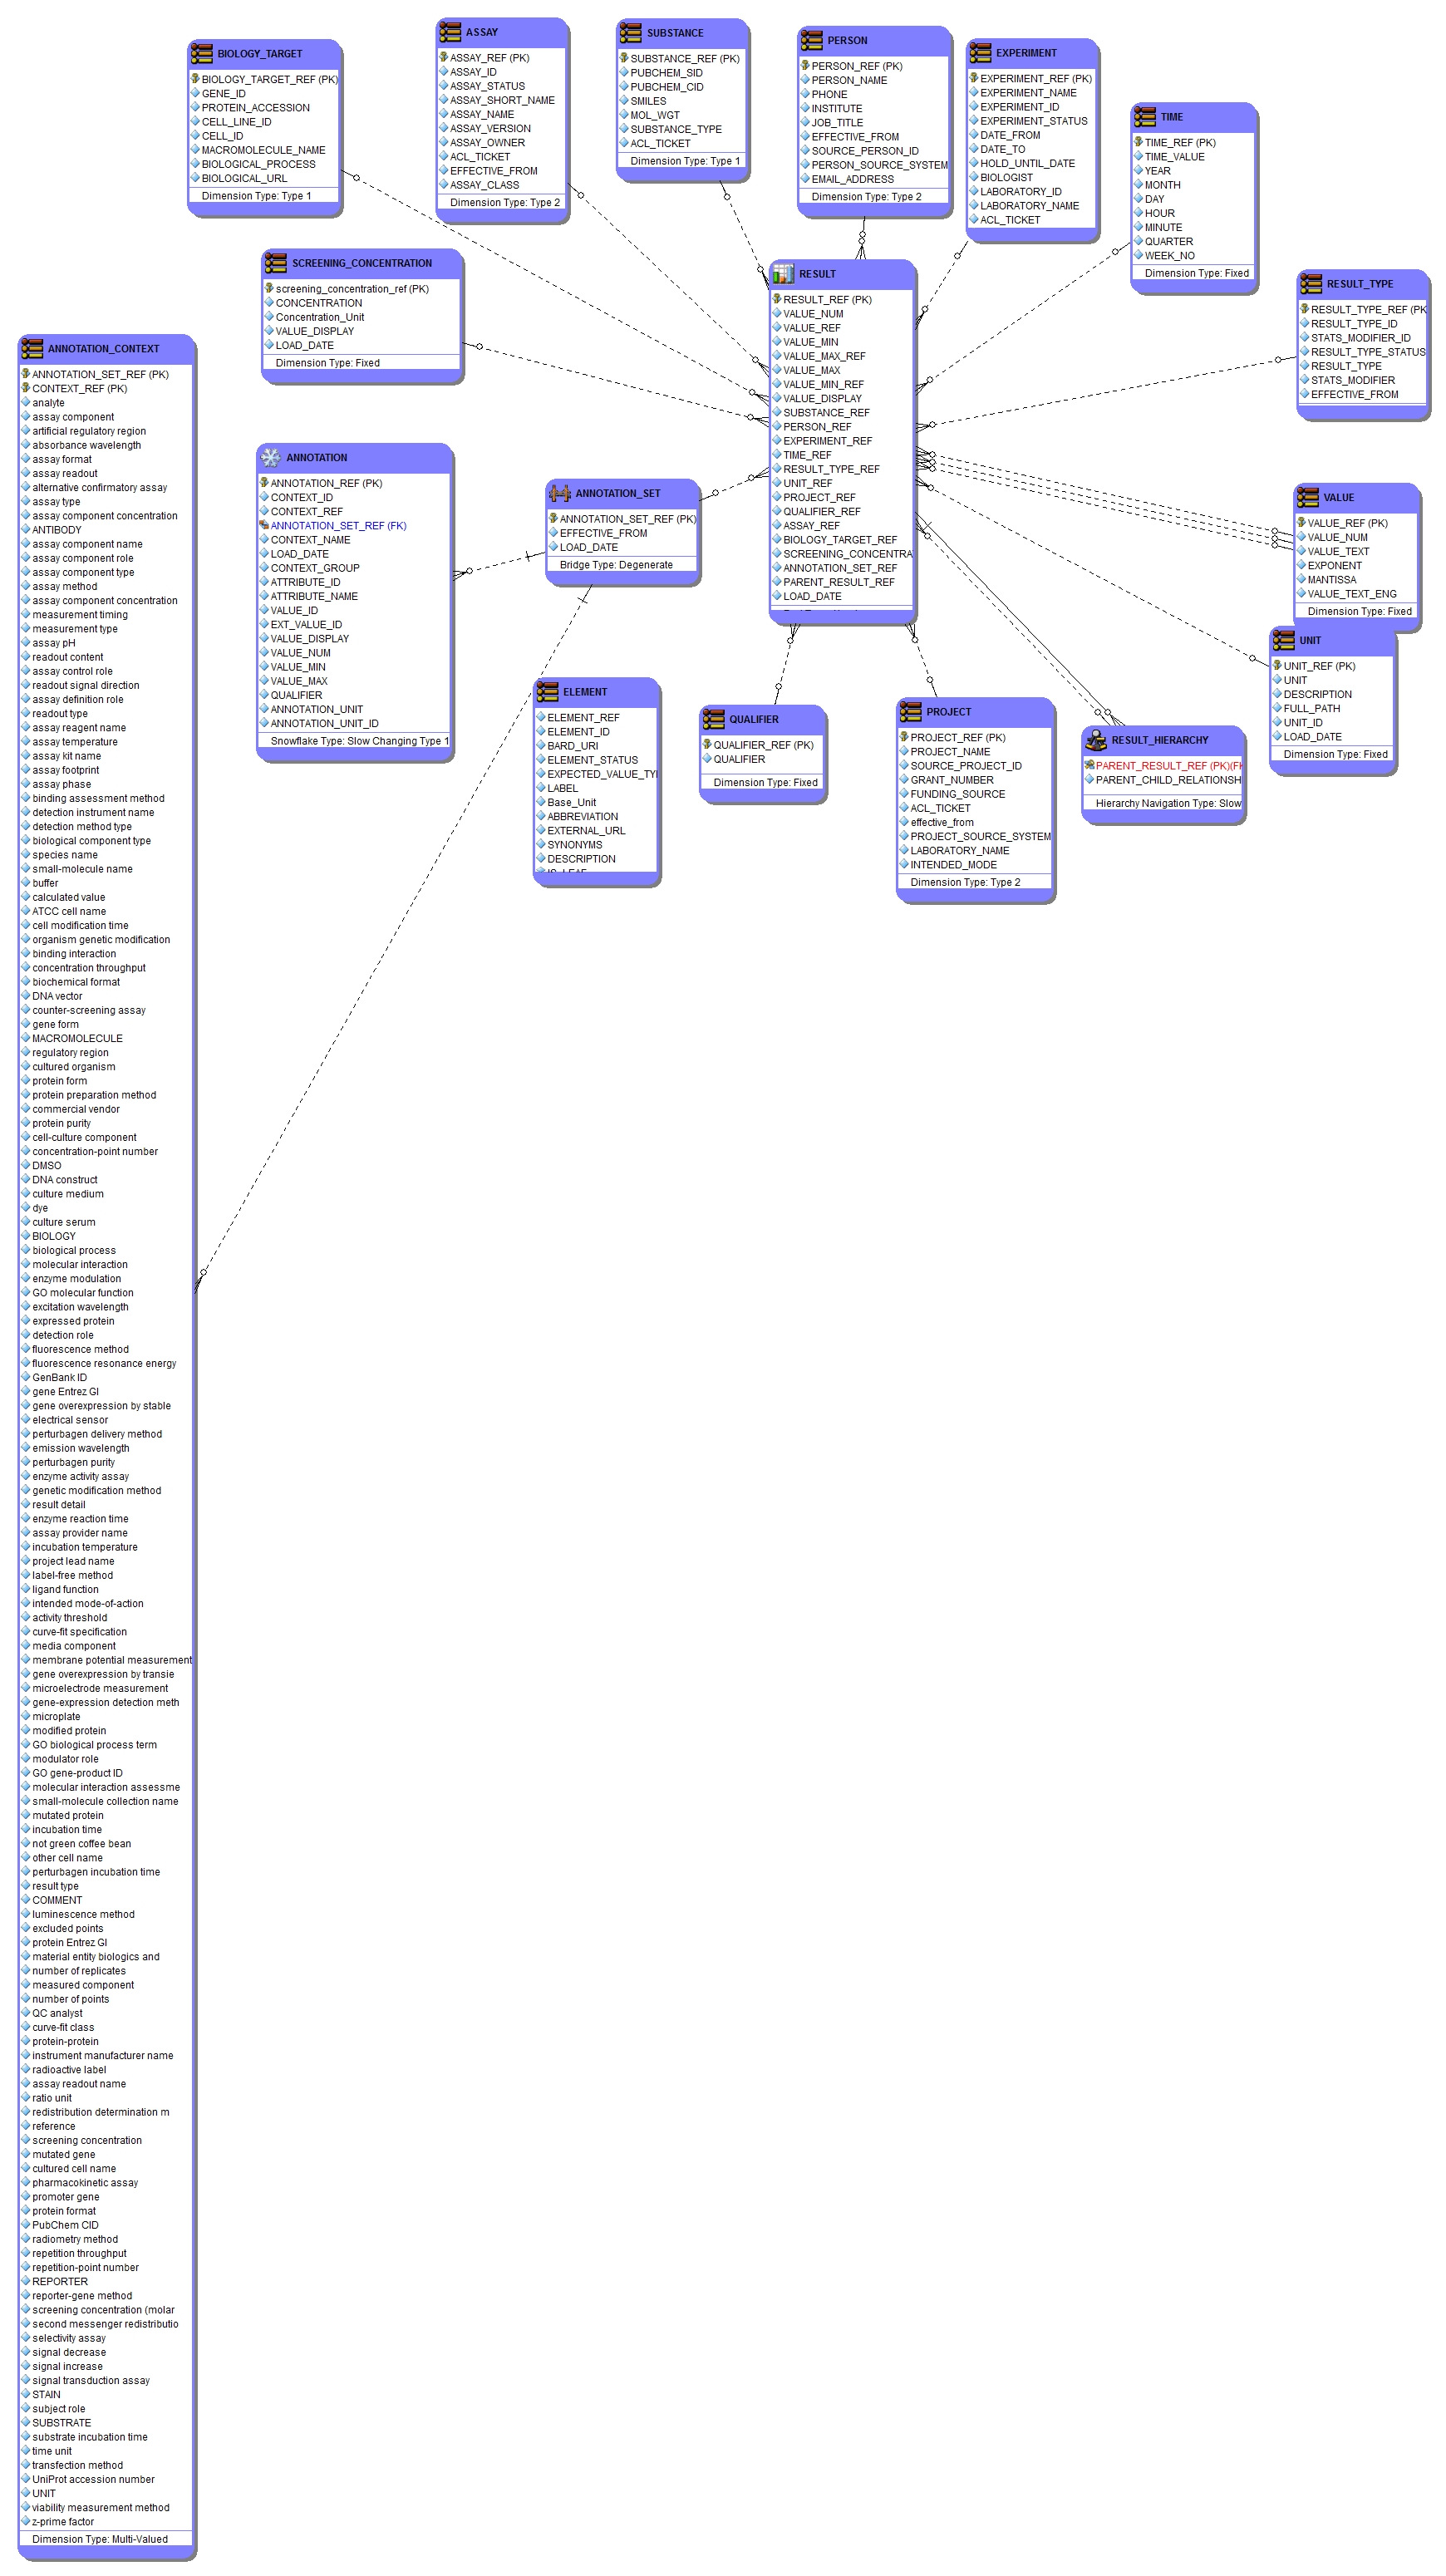 BIOLOGY_TARGET
BIOLOGY_TARGET_REF (PK)
GENE_ID
PROTEIN_ACCESSION
CELL_LINE_ID
CELL_ID
MACROMOLECULE_NAME
BIOLOGICAL_PROCESS
BIOLOGICAL_URL
Dimension Type: Type 1
ASSAY
ASSAY_REF (PK)
ASSAY_ID
ASSAY_STATUS
ASSAY_SHORT_NAME
ASSAY_NAME
ASSAY_VERSION
ASSAY_OWNER
ACL_TICKET
EFFECTIVE_FROM
ASSAY_CLASS
Dimension Type: Type 2
SUBSTANCE
SUBSTANCE_REF (PK)
PUBCHEM_SID
PUBCHEM_CID
SMILES
MOL_WGT
SUBSTANCE_TYPE
ACL_TICKET
Dimension Type: Type 1
PERSON
PERSON_REF (PK)
PERSON_NAME
PHONE
INSTITUTE
JOB_TITLE
EFFECTIVE_FROM
SOURCE_PERSON_ID
PERSON_SOURCE_SYSTEM
EMAIL_ADDRESS
Dimension Type: Type 2
EXPERIMENT
EXPERIMENT_REF (PK)
EXPERIMENT_NAME
EXPERIMENT_ID
EXPERIMENT_STATUS
DATE_FROM
DATE_TO
HOLD_UNTIL_DATE
BIOLOGIST
LABORATORY_ID
LABORATORY_NAME
ACL_TICKET
TIME
TIME_REF (PK)
TIME_VALUE
YEAR
MONTH
DAY
HOUR
MINUTE
QUARTER
WEEK_NO
Dimension Type: Fixed
SCREENING_CONCENTRATION
screening_concentration_ref (PK)
CONCENTRATION
Concentration_Unit
VALUE_DISPLAY
LOAD_DATE
Dimension Type: Fixed
RESULT
RESULT_REF (PK)
VALUE_NUM
VALUE_REF
VALUE_MIN
VALUE_MAX_REF
VALUE_MAX
VALUE_MIN_REF
VALUE_DISPLAY
SUBSTANCE_REF
PERSON_REF
EXPERIMENT_REF
TIME_REF
RESULT_TYPE_REF
UNIT_REF
PROJECT_REF
QUALIFIER_REF
ASSAY_REF
BIOLOGY_TARGET_REF
SCREENING_CONCENTRA
ANNOTATION_SET_REF
PARENT_RESULT_REF
LOAD_DATE
RESULT_TYPE
RESULT_TYPE_REF (PK
RESULT_TYPE_ID
STATS_MODIFIER_ID
RESULT_TYPE_STATUS
RESULT_TYPE
STATS_MODIFIER
EFFECTIVE_FROM
ANNOTATION
ANNOTATION_REF (PK)
CONTEXT_ID
CONTEXT_REF
ANNOTATION_SET_REF (FK)
CONTEXT_NAME
LOAD_DATE
CONTEXT_GROUP
ATTRIBUTE_ID
ATTRIBUTE_NAME
VALUE_ID
EXT_VALUE_ID
VALUE_DISPLAY
VALUE_NUM
VALUE_MIN
VALUE_MAX
QUALIFIER
ANNOTATION_UNIT
ANNOTATION_UNIT_ID
Snowflake Type: Slow Changing Type 1
ANNOTATION_SET
ANNOTATION_SET_REF (PK)
EFFECTIVE_FROM
LOAD_DATE
Bridge Type: Degenerate
VALUE
VALUE_REF (PK)
VALUE_NUM
VALUE_TEXT
EXPONENT
MANTISSA
VALUE_TEXT_ENG
Dimension Type: Fixed
UNIT
UNIT_REF (PK)
UNIT
DESCRIPTION
FULL_PATH
UNIT_ID
LOAD_DATE
Dimension Type: Fixed
ELEMENT
ELEMENT_REF
ELEMENT_ID
BARD_URI
ELEMENT_STATUS
EXPECTED_VALUE_TY
LABEL
Base_Unit
ABBREVIATION
EXTERNAL_URL
SYNONYMS
DESCRIPTION
QUALIFIER
QUALIFIER_REF (PK)
QUALIFIER
Dimension Type: Fixed
PROJECT
PROJECT_REF (PK)
PROJECT_NAME
SOURCE_PROJECT_ID
GRANT_NUMBER
FUNDING_SOURCE
ACL_TICKET
effective_from
PROJECT_SOURCE_SYSTEM
LABORATORY_NAME
INTENDED_MODE
Dimension Type: Type 2
RESULT_HIERARCHY
PARENT_RESULT_REF (PK)(F
PARENT_CHILD_RELATIONSH
Hierarchy Navigation Type: Slow
ANNOTATION_CONTEXT
ANNOTATION_SET_REF (PK)
CONTEXT_REF (PK)
analyte
assay component
artificial regulatory region
absorbance wavelength
assay format
assay readout
alternative confirmatory assay
assay type
assay component concentration
ANTIBODY
assay component name
assay component role
assay component type
assay method
assay component concentration
measurement timing
measurement type
assay pH
readout content
assay control role
readout signal direction
assay definition role
readout type
assay reagent name
assay temperature
assay kit name
assay footprint
assay phase
binding assessment method
detection instrument name
detection method type
biological component type
species name
small-molecule name
buffer
calculated value
ATCC cell name
cell modification time
organism genetic modification
binding interaction
concentration throughput
biochemical format
DNA vector
counter-screening assay
gene form
MACROMOLECULE
regulatory region
cultured organism
protein form
protein preparation method
commercial vendor
protein purity
cell-culture component
concentration-point number
DMSO
DNA construct
culture medium
dye
culture serum
BIOLOGY
biological process
molecular interaction
enzyme modulation
GO molecular function
excitation wavelength
expressed protein
detection role
fluorescence method
fluorescence resonance energy
GenBank ID
gene Entrez GI
gene overexpression by stable
electrical sensor
perturbagen delivery method
emission wavelength
perturbagen purity
enzyme activity assay
genetic modification method
result detail
enzyme reaction time
assay provider name
incubation temperature
project lead name
label-free method
ligand function
intended mode-of-action
activity threshold
curve-fit specification
media component
membrane potential measurement
gene overexpression by transie
microelectrode measurement
gene-expression detection meth
microplate
modified protein
GO biological process term
modulator role
GO gene-product ID
molecular interaction assessme
small-molecule collection name
mutated protein
incubation time
not green coffee bean
other cell name
perturbagen incubation time
result type
COMMENT
luminescence method
excluded points
protein Entrez GI
material entity biologics and
number of replicates
measured component
number of points
QC analyst
curve-fit class
protein-protein
instrument manufacturer name
radioactive label
assay readout name
ratio unit
redistribution determination m
reference
screening concentration
mutated gene
cultured cell name
pharmacokinetic assay
promoter gene
protein format
PubChem CID
radiometry method
repetition throughput
repetition-point number
REPORTER
reporter-gene method
screening concentration (molar
second messenger redistributio
selectivity assay
signal decrease
signal increase
signal transduction assay
STAIN
subject role
SUBSTRATE
substrate incubation time
time unit
transfection method
UniProt accession number
UNIT
viability measurement method
z-prime factor
Dimension Type: Multi-Valued